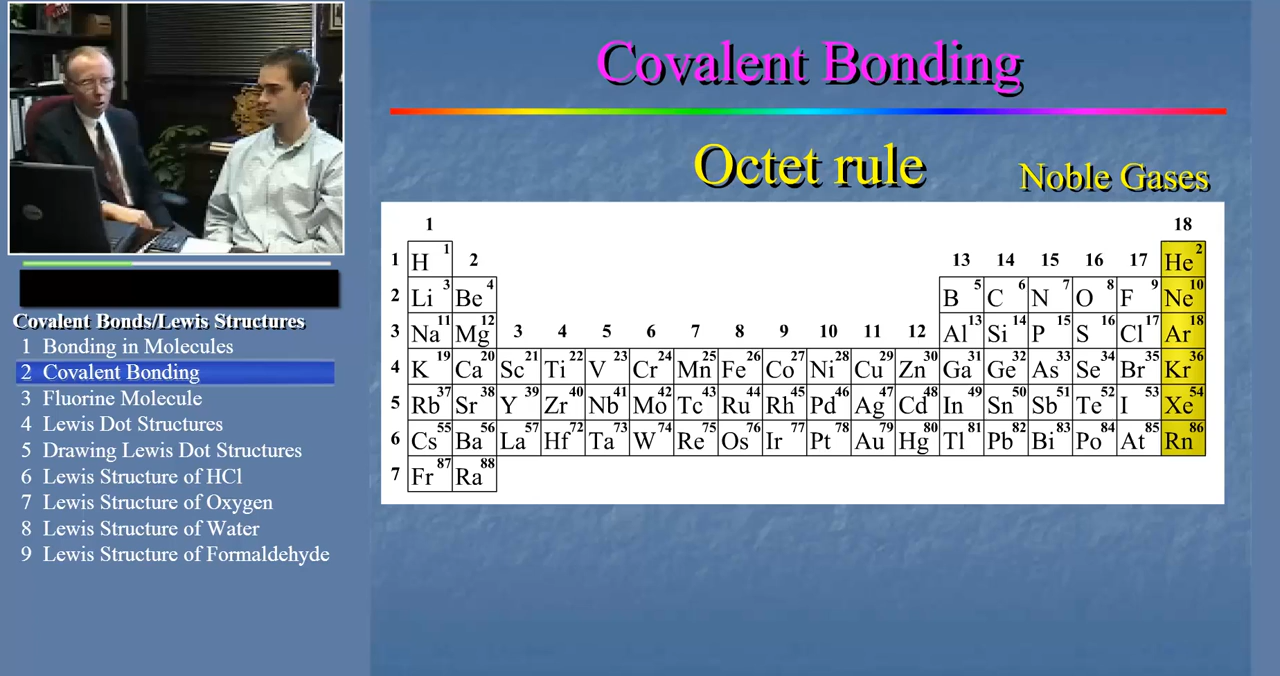 Covalent Bonding
Octet rule
Noble Gases
1 18
1 H 1 2 13 14 15 16 17 He 2
2 Li 3 Be 4 B 5 C 6 N 7 O 8 F 9 Ne 10
3 Na 11 Mg 12 3 4 5 6 7 8 9 10 11 12 Al 13 Si 14 P 15 S 16 Cl 17 Ar 18
4 K 19 Ca 20 Sc 21 Ti 22 V 23 Cr 24 Mn 25 Fe 26 Co 27 Ni 28 Cu 29 Zn 30 Ga 31 Ge 32 As 33 Se 34 Br 35 Kr 36
5 Rb 37 Sr 38 Y 39 Zr 40 Nb 41 Mo 42 Tc 43 Ru 44 Rh 45 Pd 46 Ag 47 Cd 48 In 49 Sn 50 Sb 51 Te 52 I 53 Xe 54
6 Cs 55 Ba 56 La 57 Hf 72 Ta 73 W 74 Re 75 Os 76 Ir 77 Pt 78 Au 79 Hg 80 Tl 81 Pb 82 Bi 83 Po 84 At 85 Rn 86
7 Fr 87 Ra 88
Covalent Bonds/Lewis Structures
1 Bonding in Molecules
2 Covalent Bonding
3 Fluorine Molecule
4 Lewis Dot Structures
5 Drawing Lewis Dot Structures
6 Lewis Structure of HCl
7 Lewis Structure of Oxygen
8 Lewis Structure of Water
9 Lewis Structure of Formaldehyde